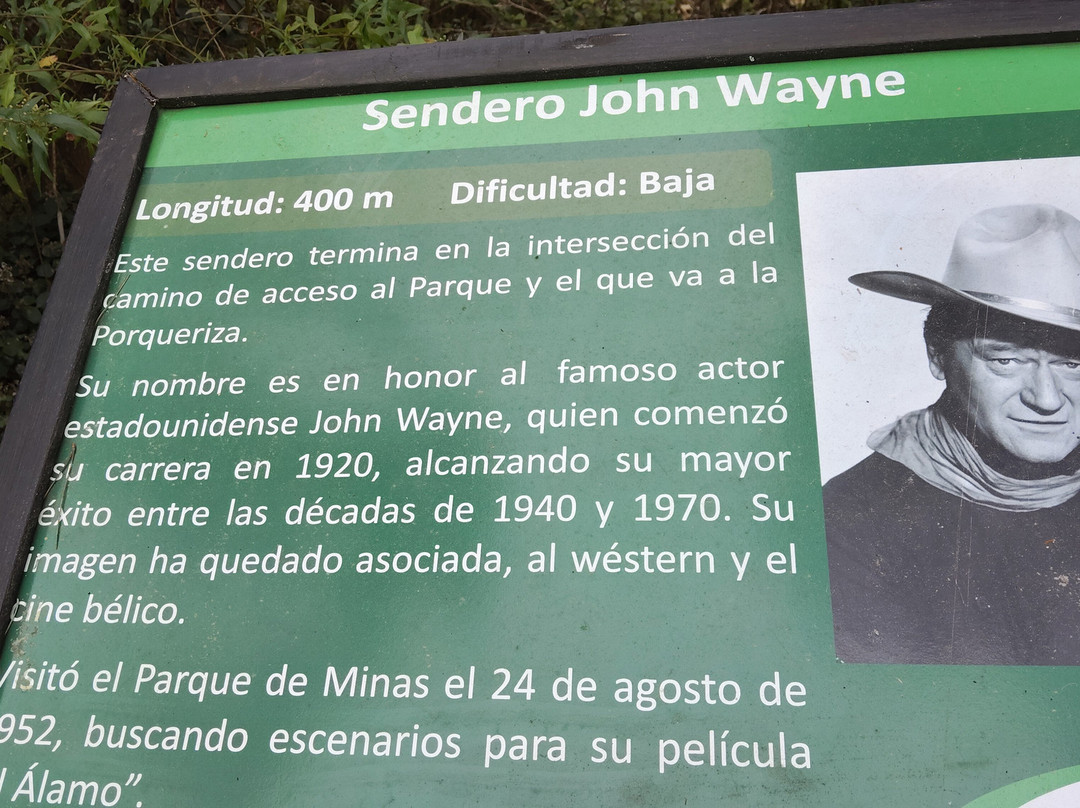 Sendero John Wayne
Longitud: 400 m Dificultad: Baja
Este sendero termina en la intersección del
camino de acceso al Parque y el que va a la
Porqueriza.
Su nombre es en honor al famoso actor
estadounidense John Wayne, quien comenzó
su carrera en 1920, alcanzando su mayor
éxito entre las décadas de 1940 y 1970. Su
imagen ha quedado asociada, al wéstern y el
cine bélico.
Visitó el Parque de Minas el 24 de agosto de
952, buscando escenarios para su película
l Álamo”.